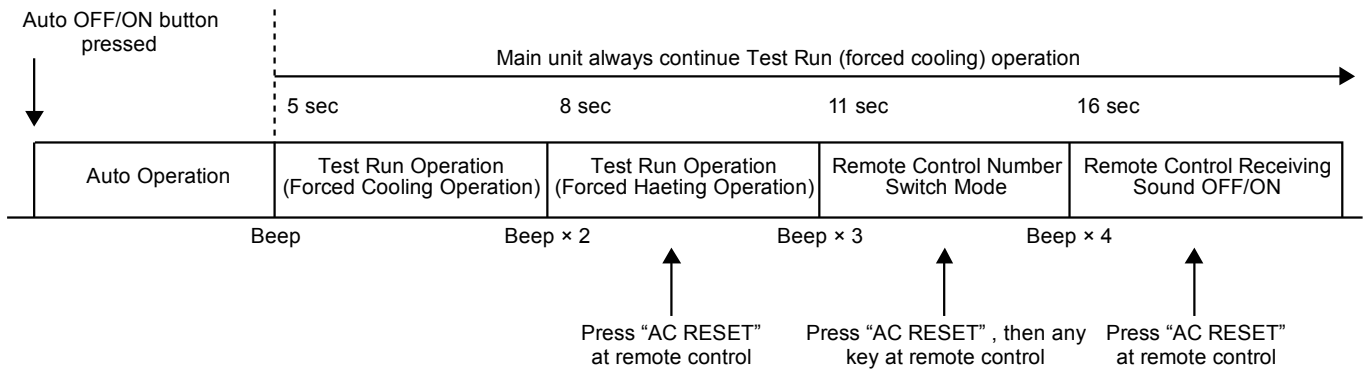 Auto OFF/ON button
pressed
Main unit always continue Test Run (forced cooling) operation
5 sec
8 sec
11 sec
16 sec
Auto Operation
Test Run Operation
(Forced Cooling Operation)
Test Run Operation
(Forced Haeting Operation)
Remote Control Number
Switch Mode
Remote Control Receiving
Sound OFF/ON
Beep
Beep × 2
Beep × 3
Beep × 4
Press “AC RESET”
at remote control
Press “AC RESET” , then any
key at remote control
Press “AC RESET”
at remote control